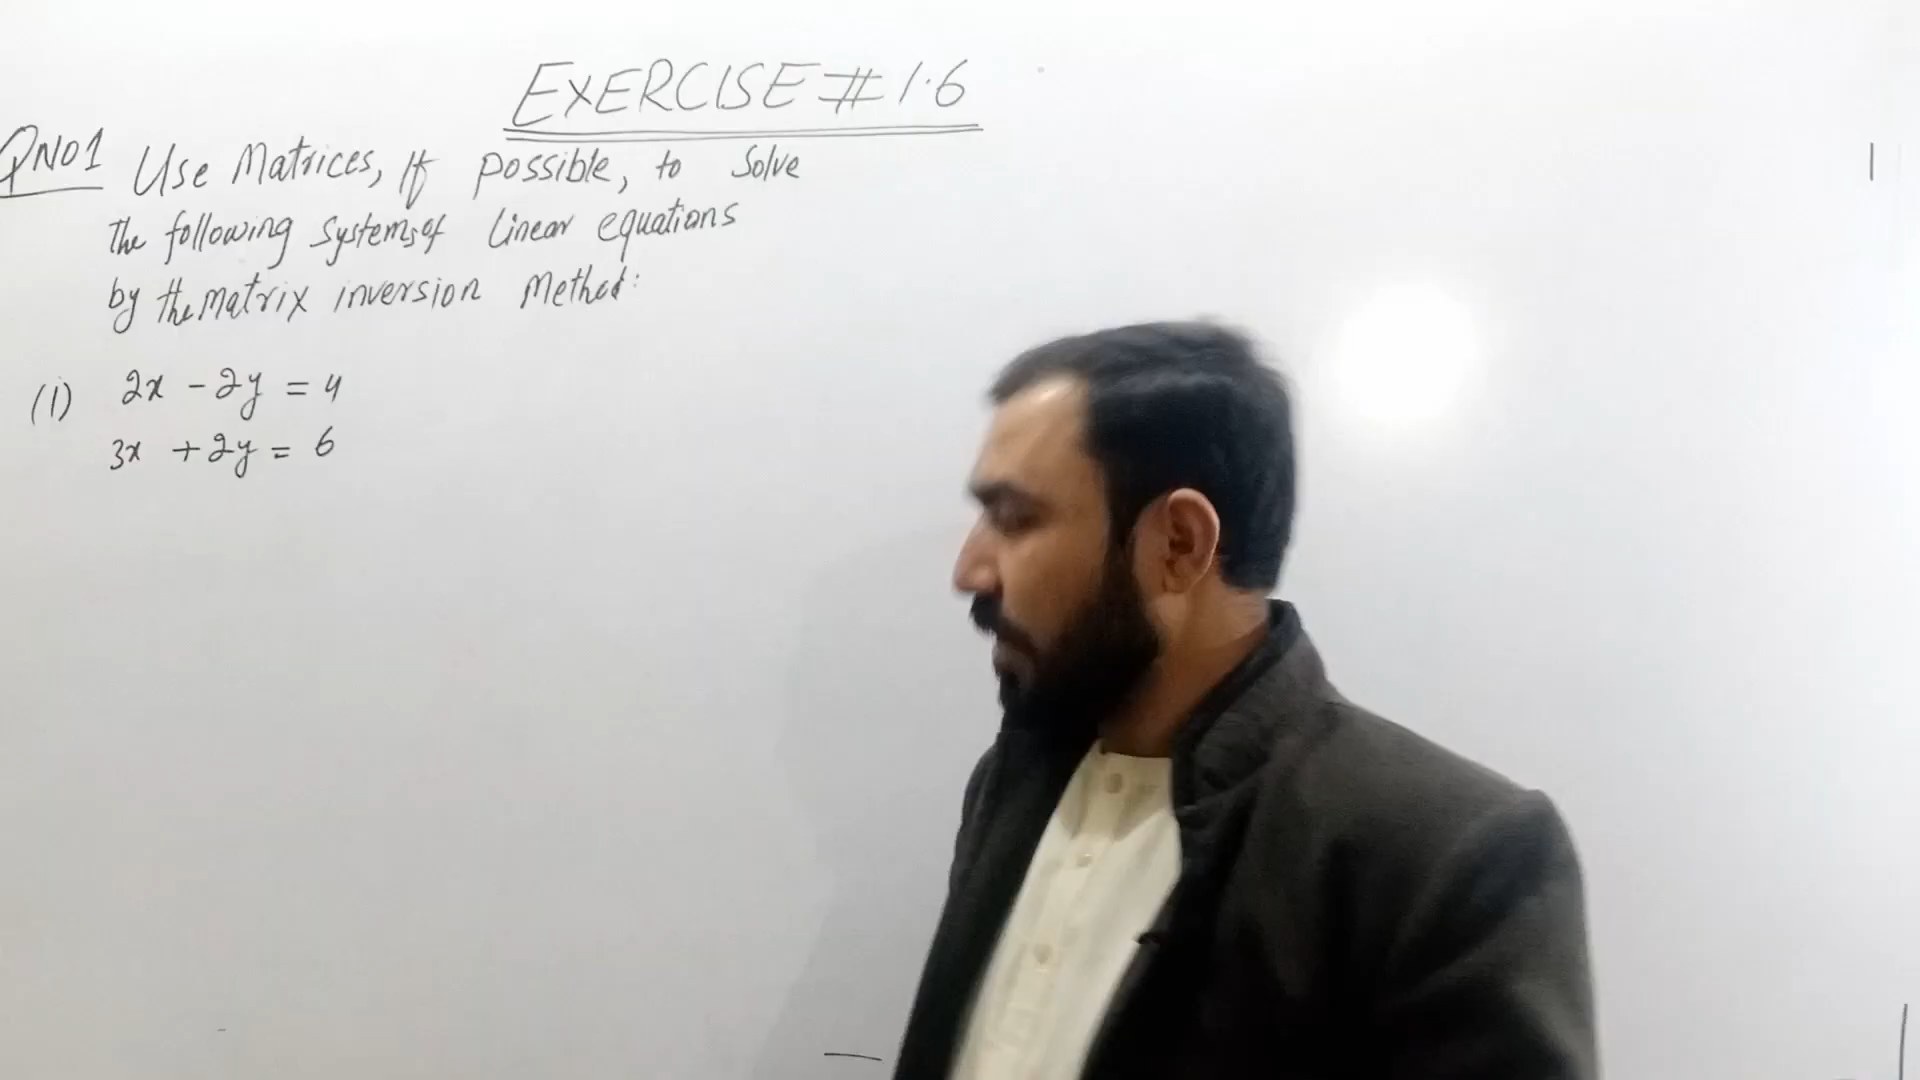 EXERCISE # 1.6
QNO1 Use Matrices, If possible, to Solve
the following systems of Linear equations
by the matrix inversion Method:
(i) 2x - 2y = 4
3x + 2y = 6